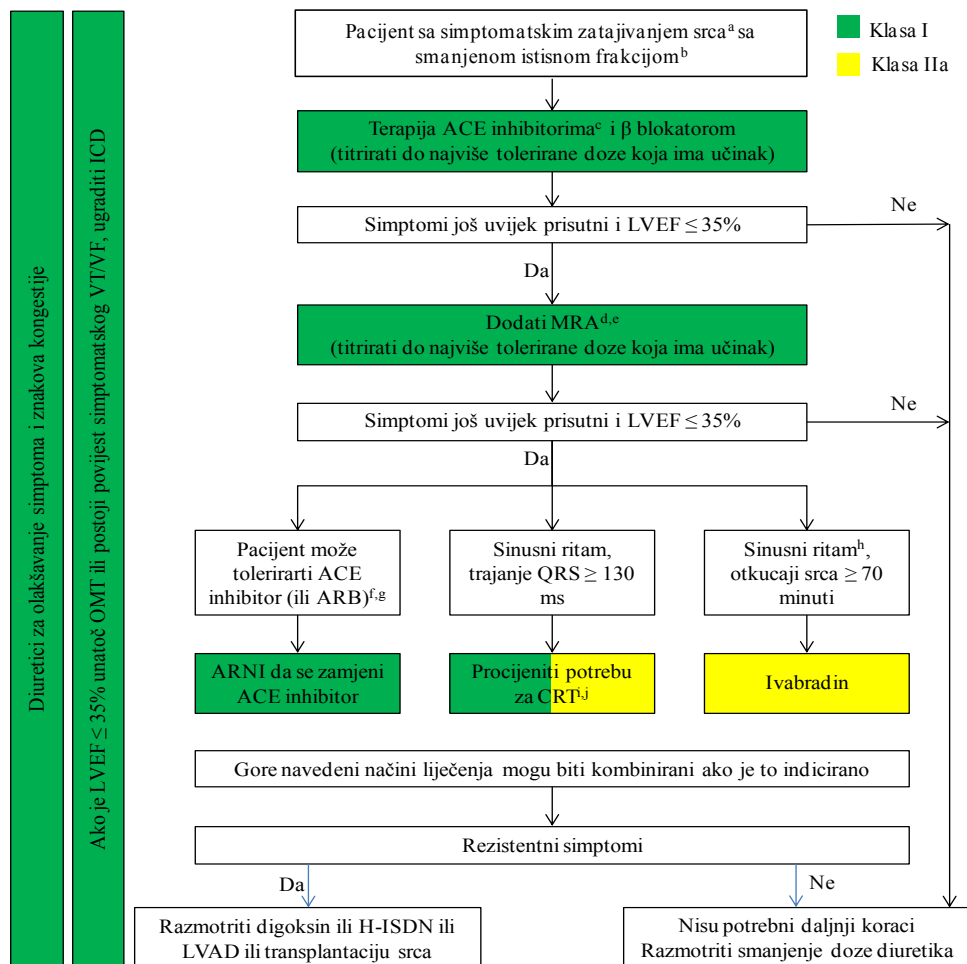 Pacijent sa simptomatskim zatajivanjem srcaᵃ sa
smanjenom istisnom frakcijomᵇ
Klasa I
Klasa IIa
Terapija ACE inhibitorimaᶜ i β blokatorom
(titrirati do najviše tolerirane doze koja ima učinak)
Simptomi još uvijek prisutni i LVEF ≤ 35%
Ne
Da
Dodati MRAᵈ,ᵉ
(titrirati do najviše tolerirane doze koja ima učinak)
Simptomi još uvijek prisutni i LVEF ≤ 35%
Ne
Da
Pacijent može
tolerirarti ACE
inhibitor (ili ARB)ᶠ,ᵍ
Sinusni ritam,
trajanje QRS ≥ 130
ms
Sinusni ritamʰ,
otkucaji srca ≥ 70
minuti
ARNI da se zamjeni
ACE inhibitor
Procijeniti potrebu
za CRTⁱ,ʲ
Ivabradin
Gore navedeni načini liječenja mogu biti kombinirani ako je to indicirano
Rezistentni simptomi
Da
Ne
Razmotriti digoksin ili H-ISDN ili
LVAD ili transplantaciju srca
Nisu potrebni daljnji koraci
Razmotriti smanjenje doze diuretika
Diuretici za olakšavanje simptoma i znakova kongestije
Ako je LVEF ≤ 35% unatoč OMT ili postoji povijest simptomatskog VT/VF, ugraditi ICD